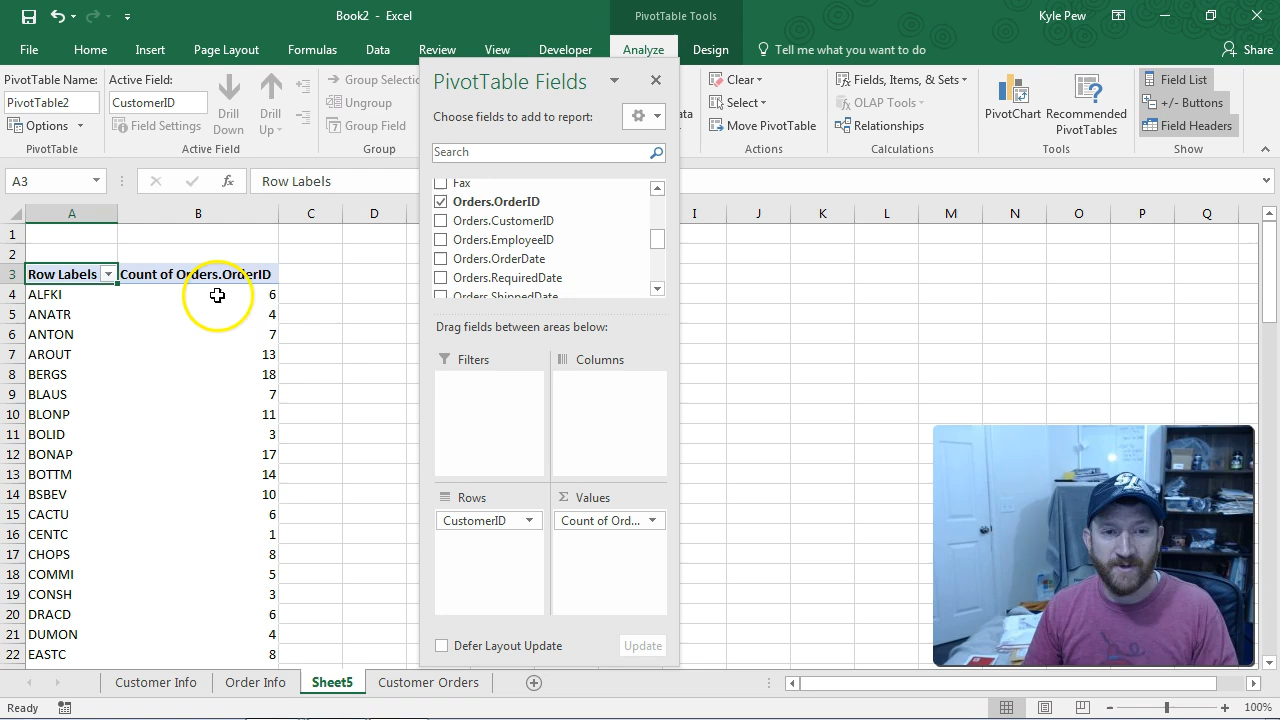 Book2 - Excel
PivotTable Tools
Kyle Pew
File Home Insert Page Layout Formulas Data Review View Developer Analyze Design Tell me what you want to do Share
PivotTable Name:
PivotTable2
Options
PivotTable
Active Field:
CustomerID
Field Settings
Drill Down
Drill Up
Active Field
Group Selectio
Ungroup
Group Field
Group
Clear
Select
Move PivotTable
Actions
Fields, Items, & Sets
OLAP Tools
Relationships
Calculations
PivotChart
Recommended PivotTables
Tools
Field List
+/- Buttons
Field Headers
Show
A3
fx
Row Labels
A B C D I J K L M N O P Q
1
2
3 Row Labels Count of Orders.OrderID
4 ALFKI 6
5 ANATR 4
6 ANTON 7
7 AROUT 13
8 BERGS 18
9 BLAUS 7
10 BLONP 11
11 BOLID 3
12 BONAP 17
13 BOTTM 14
14 BSBEV 10
15 CACTU 6
16 CENTC 1
17 CHOPS 8
18 COMMI 5
19 CONSH 3
20 DRACD 6
21 DUMON 4
22 EASTC 8
PivotTable Fields
Choose fields to add to report:
Search
Fax
Orders.OrderID
Orders.CustomerID
Orders.EmployeeID
Orders.OrderDate
Orders.RequiredDate
Orders.ShippedDate
Drag fields between areas below:
Filters
Columns
Rows
CustomerID
Values
Count of Ord...
Defer Layout Update
Update
Customer Info Order Info Sheet5 Customer Orders
Ready
100%